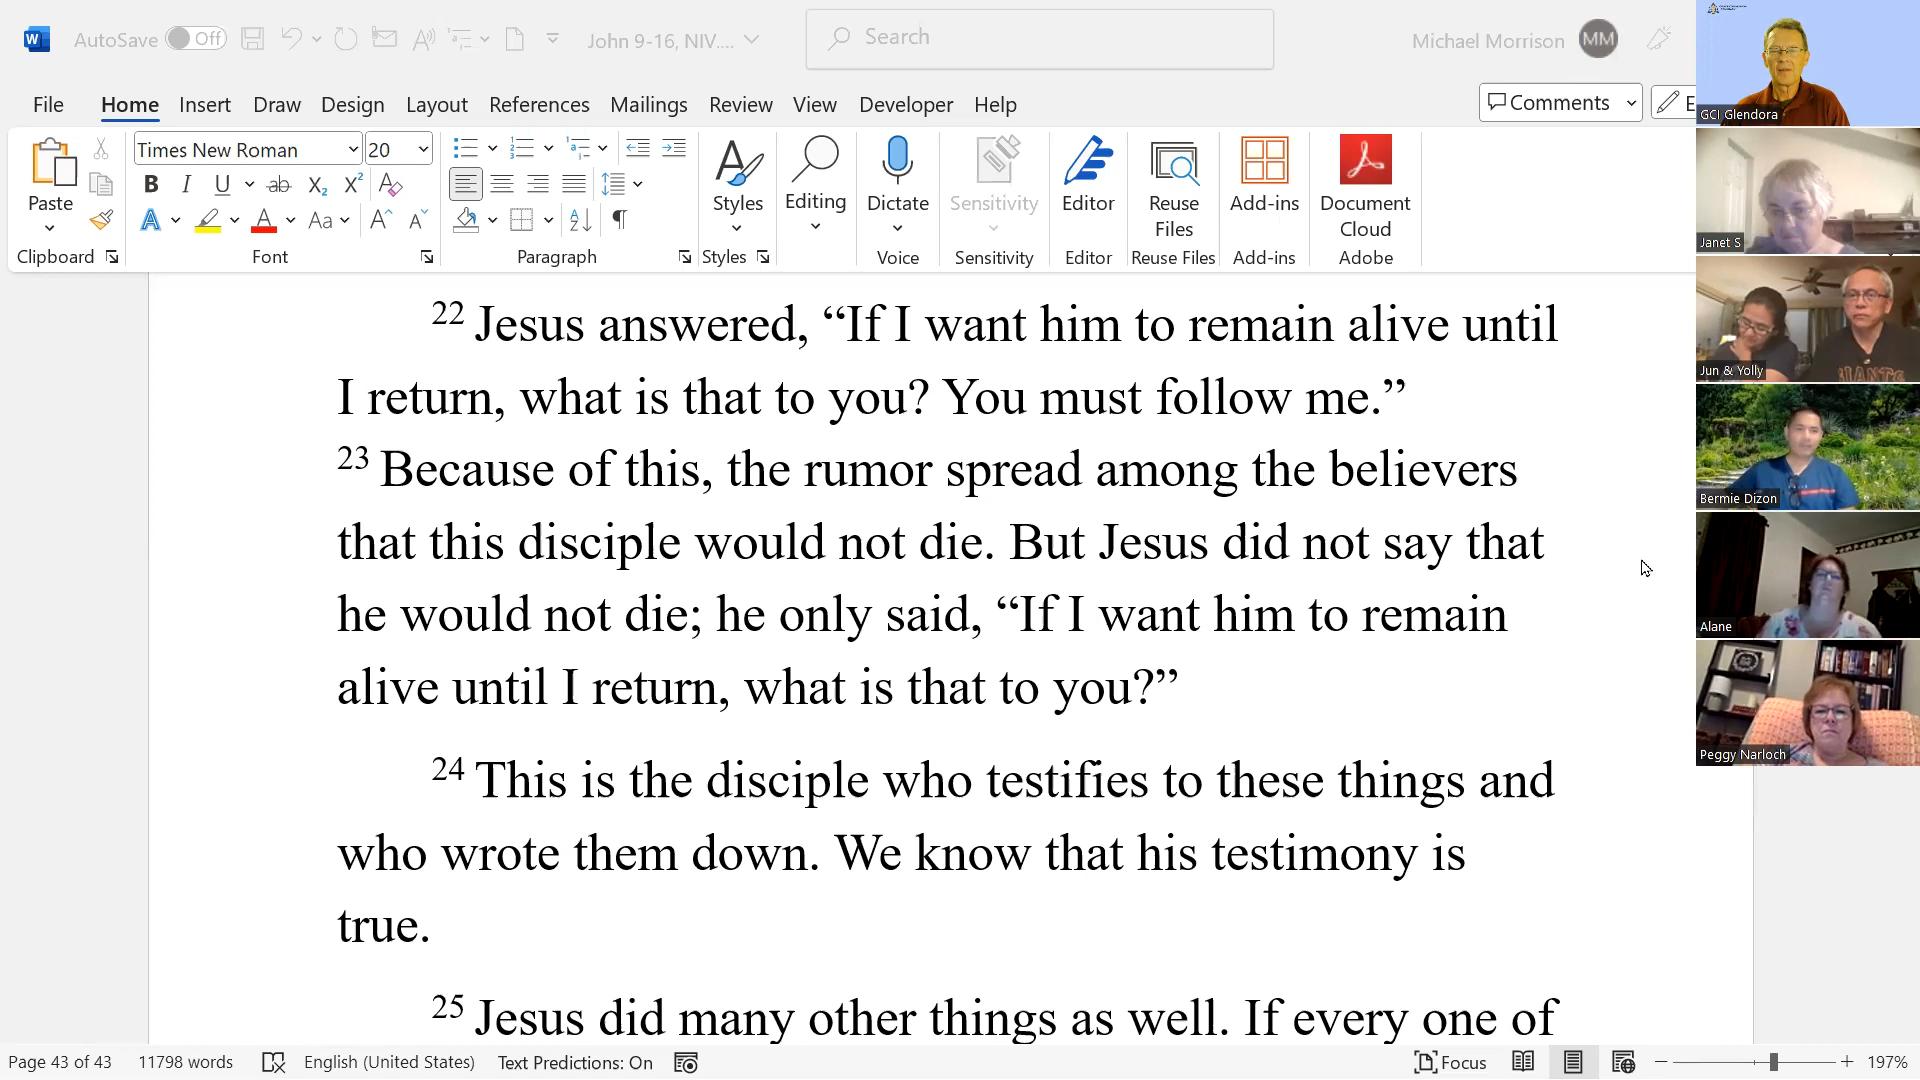 AutoSave Off John 9-16, NIV.... Search Michael Morrison MM
File Home Insert Draw Design Layout References Mailings Review View Developer Help Comments E
Times New Roman 20
Paste Styles Editing Dictate Sensitivity Editor Reuse Files Add-ins Document Cloud
Clipboard Font Paragraph Styles Voice Sensitivity Editor Reuse Files Add-ins Adobe
22 Jesus answered, “If I want him to remain alive until
I return, what is that to you? You must follow me.”
23 Because of this, the rumor spread among the believers
that this disciple would not die. But Jesus did not say that
he would not die; he only said, “If I want him to remain
alive until I return, what is that to you?”
24 This is the disciple who testifies to these things and
who wrote them down. We know that his testimony is
true.
25 Jesus did many other things as well. If every one of
Page 43 of 43 11798 words English (United States) Text Predictions: On Focus 197%
GCI Glendora
Janet S
Jun & Yolly
GIANTS
Bermie Dizon
Alane
Peggy Narloch